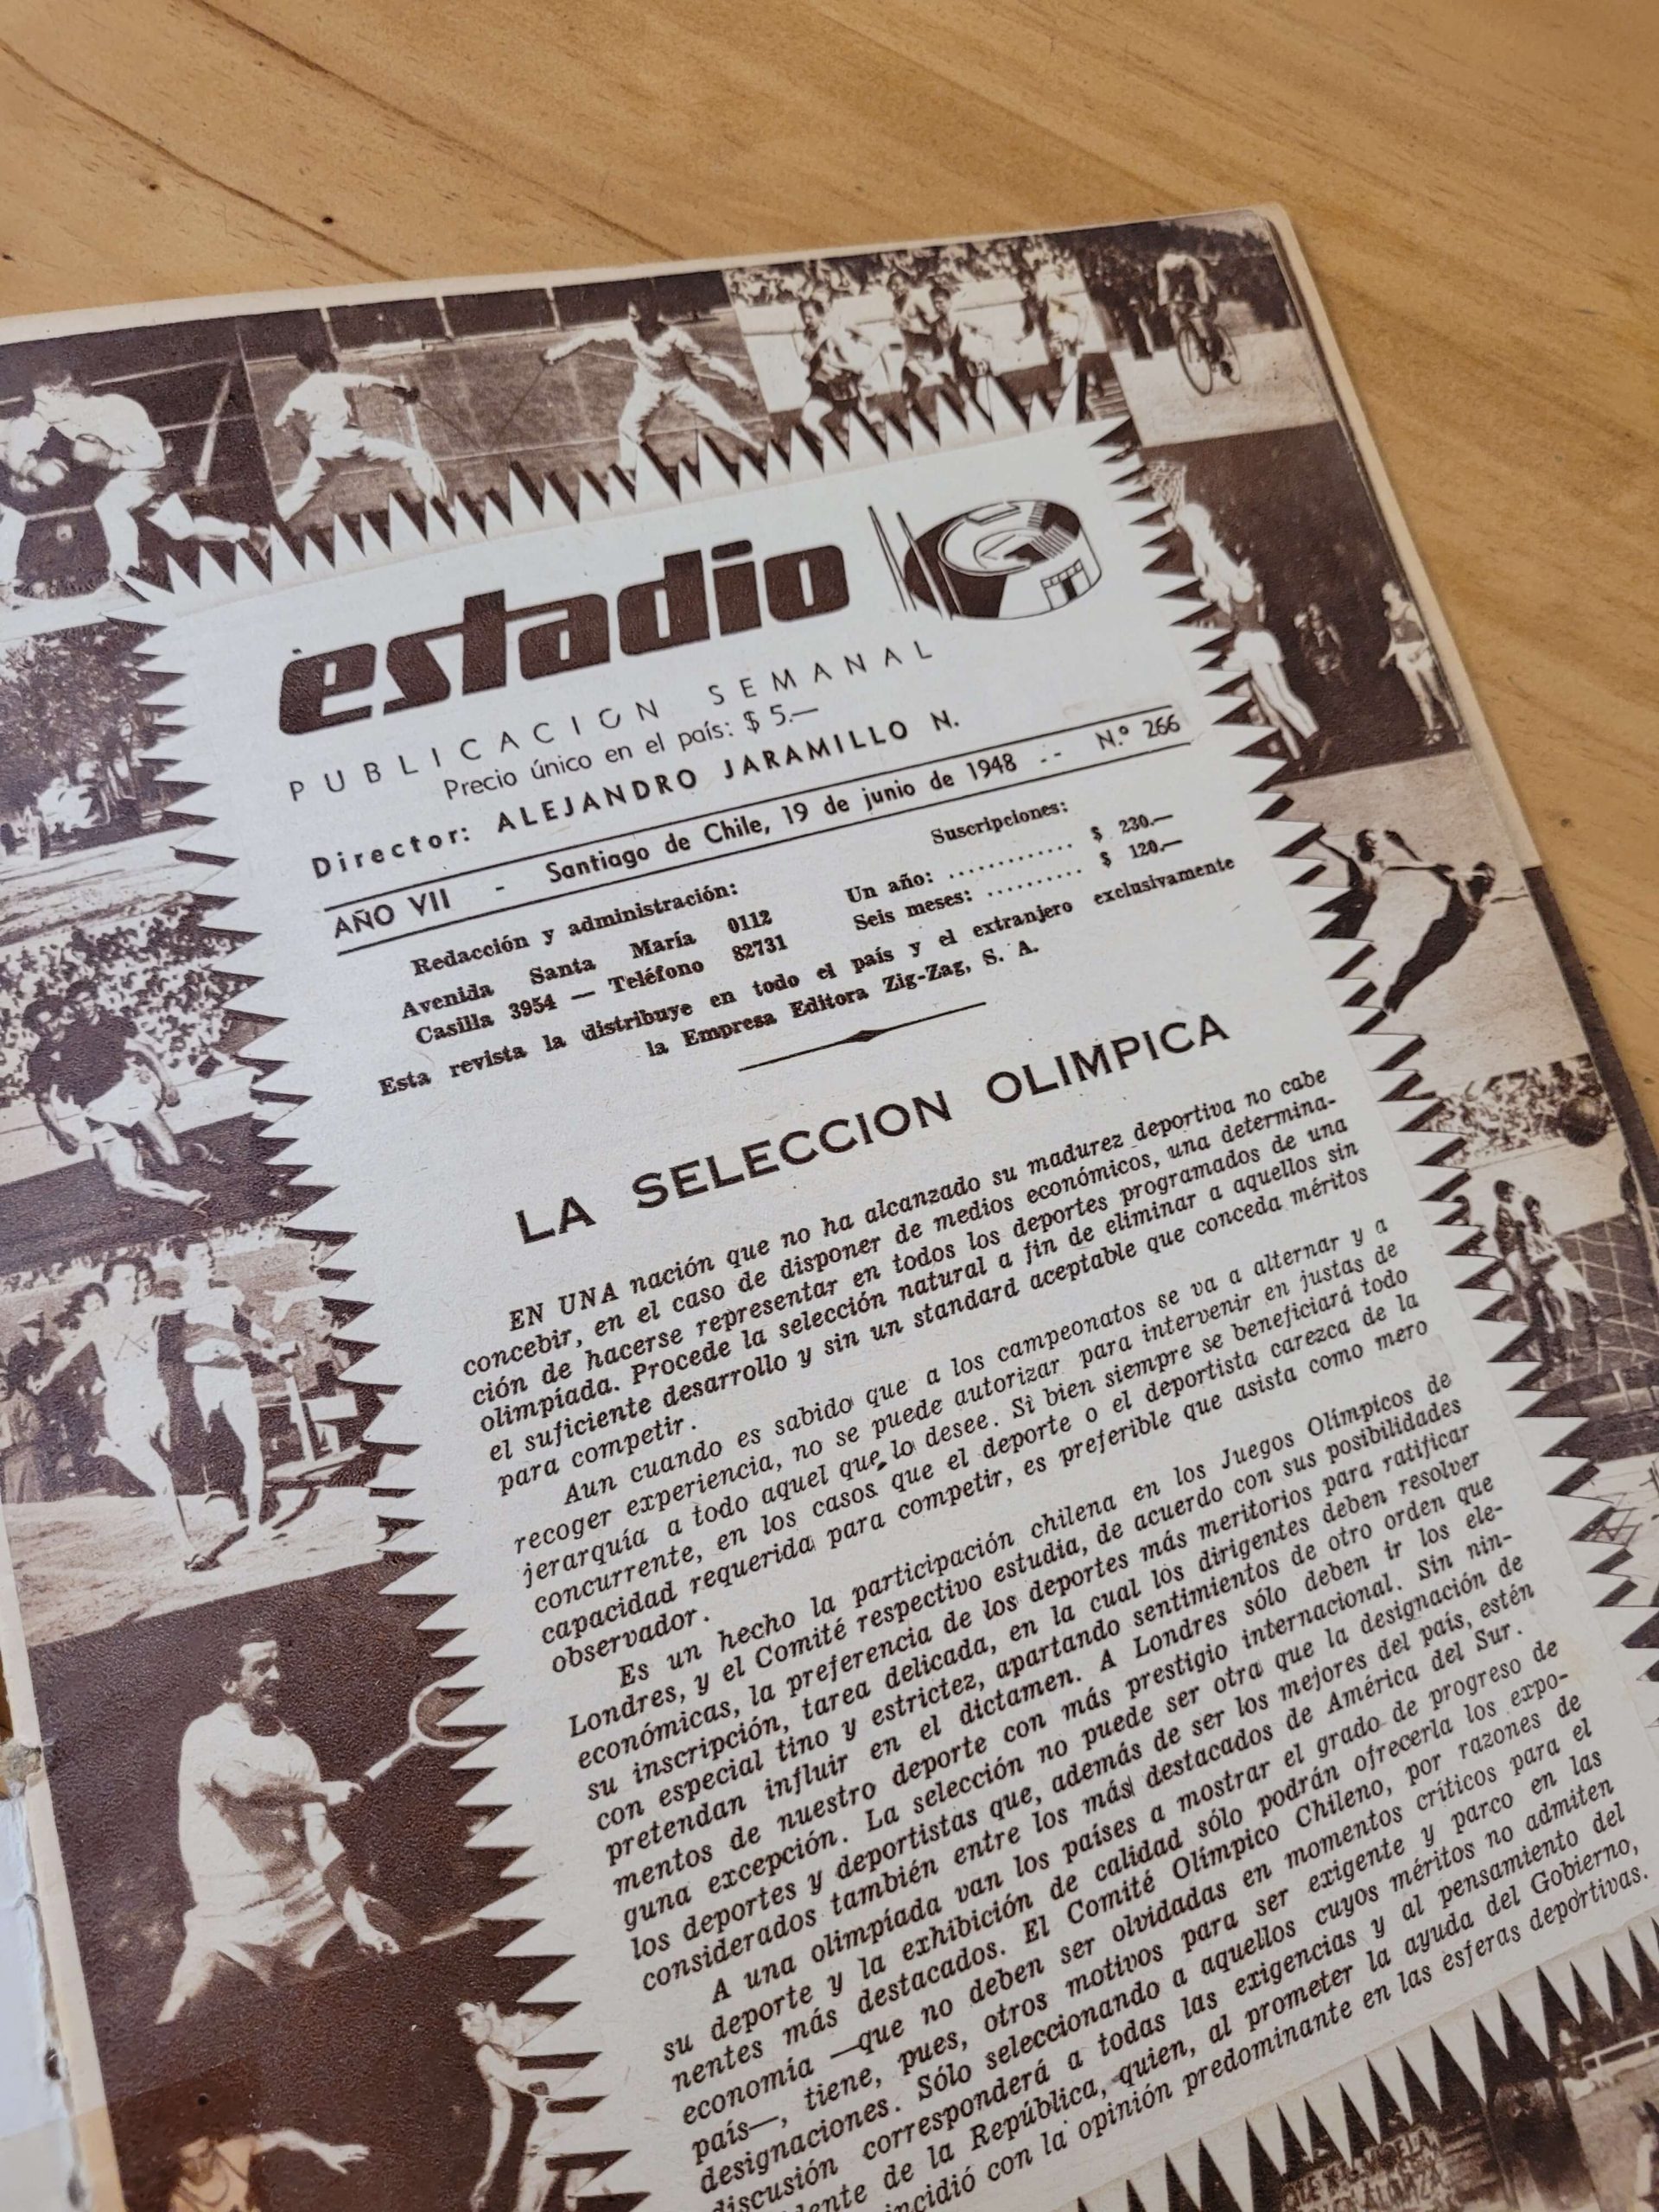 estadio
PUBLICACION SEMANAL
Precio único en el país: $ 5.—
Director: ALEJANDRO JARAMILLO N.
AÑO VII - Santiago de Chile, 19 de junio de 1948 .-- N.º 266
Redacción y administración:
Avenida Santa María 0112
Casilla 3954 — Teléfono 82731
Suscripciones:
Un año: ............ $ 230.—
Seis meses: .......... $ 120.—
Esta revista la distribuye en todo el país y el extranjero exclusivamente
la Empresa Editora Zig-Zag, S. A.
LA SELECCION OLIMPICA
EN UNA nación que no ha alcanzado su madurez deportiva no cabe
concebir, en el caso de disponer de medios económicos, una determina-
ción de hacerse representar en todos los deportes programados de una
olimpíada. Procede la selección natural a fin de eliminar a aquellos sin
el suficiente desarrollo y sin un standard aceptable que conceda méritos
para competir.
Aun cuando es sabido que a los campeonatos se va a alternar y a
recoger experiencia, no se puede autorizar para intervenir en justas de
jerarquía a todo aquel que lo desee. Si bien siempre se beneficiará todo
concurrente, en los casos que el deporte o el deportista carezca de la
capacidad requerida para competir, es preferible que asista como mero
observador.
Es un hecho la participación chilena en los Juegos Olímpicos de
Londres, y el Comité respectivo estudia, de acuerdo con sus posibilidades
económicas, la preferencia de los deportes más meritorios para ratificar
su inscripción, tarea delicada, en la cual los dirigentes deben resolver
con especial tino y estrictez, apartando sentimientos de otro orden que
pretendan influir en el dictamen. A Londres sólo deben ir los ele-
mentos de nuestro deporte con más prestigio internacional. Sin nin-
guna excepción. La selección no puede ser otra que la designación de
los deportes y deportistas que, además de ser los mejores del país, estén
considerados también entre los más destacados de América del Sur.
A una olimpíada van los países a mostrar el grado de progreso de
su deporte y la exhibición de calidad sólo podrán ofrecerla los expo-
nentes más destacados. El Comité Olímpico Chileno, por razones de
economía —que no deben ser olvidadas en momentos críticos para el
país—, tiene, pues, otros motivos para ser exigente y parco en las
designaciones. Sólo seleccionando a aquellos cuyos méritos no admiten
discusión corresponderá a todas las exigencias y al pensamiento del
de la República, quien, al prometer la ayuda del Gobierno,
con la opinión predominante en las esferas deportivas.